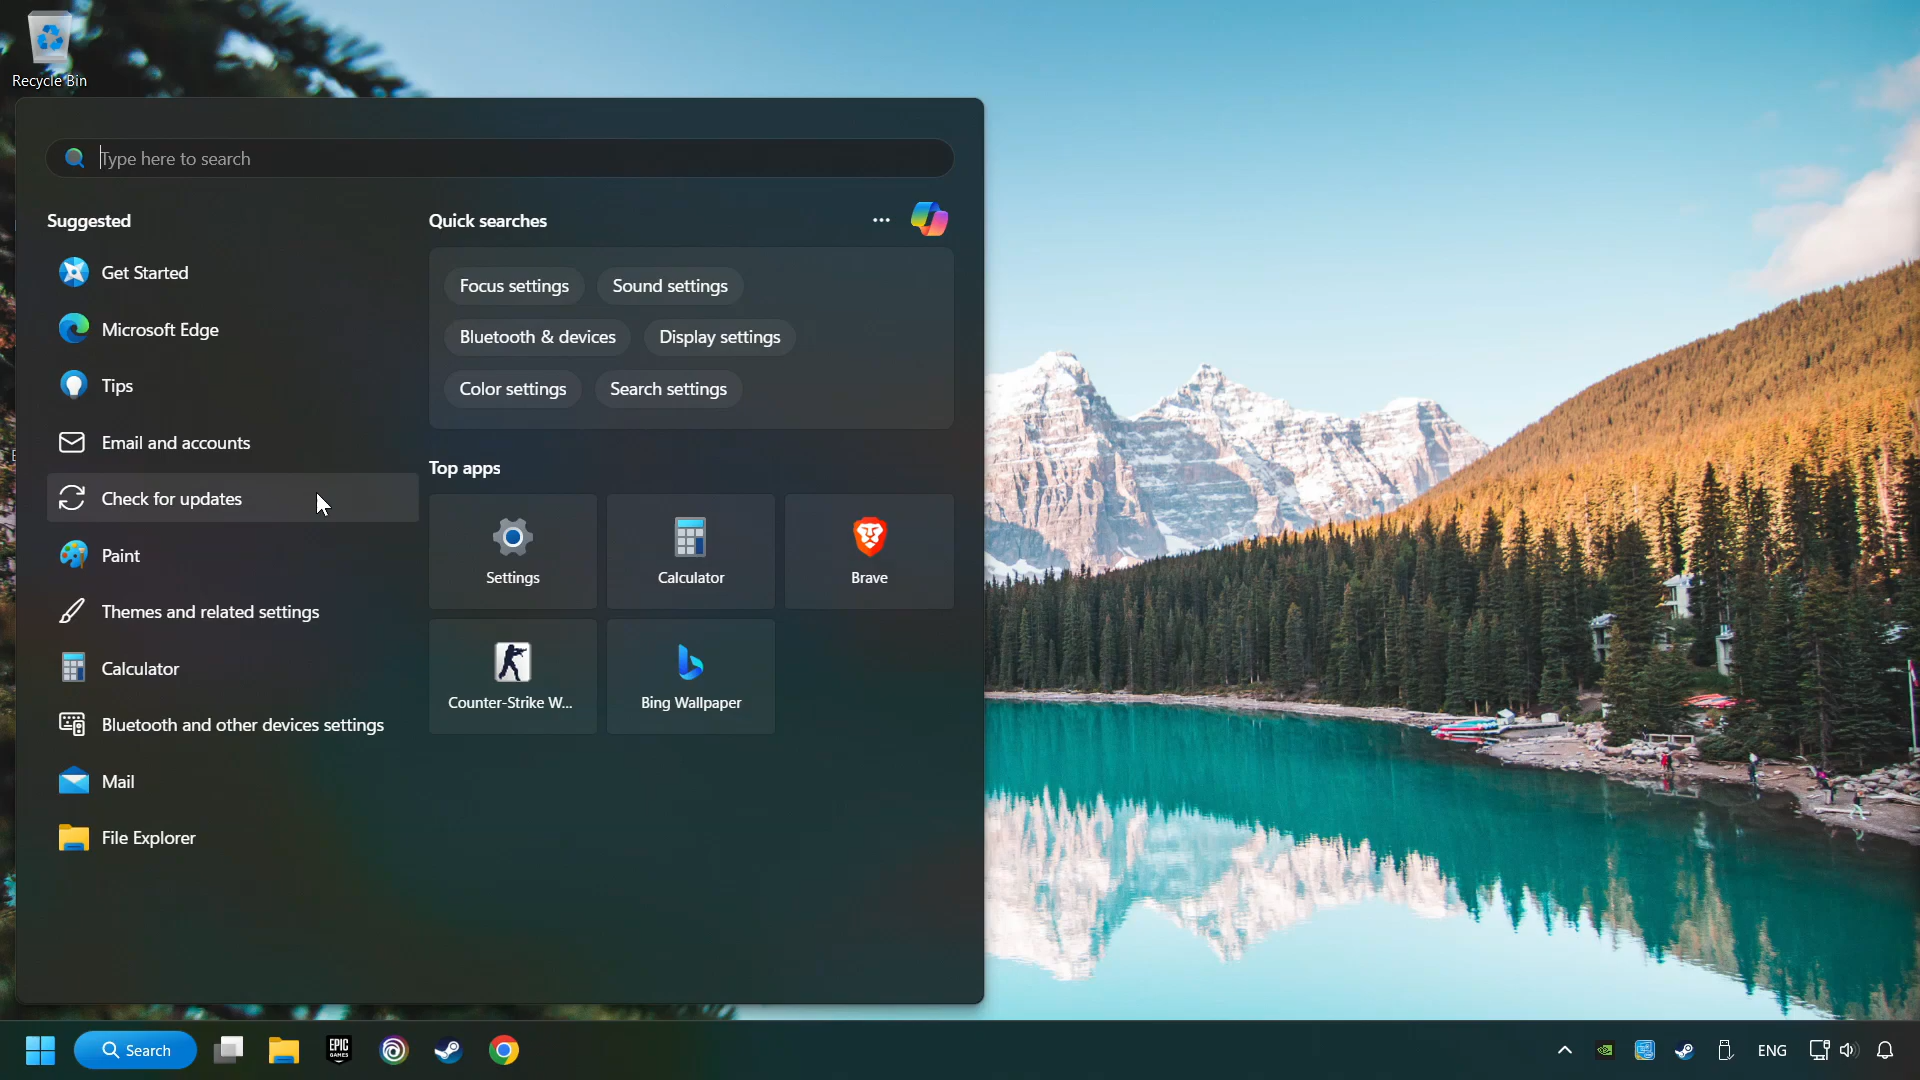 Recycle Bin
Type here to search
Suggested
Get Started
Microsoft Edge
Tips
Email and accounts
Check for updates
Paint
Themes and related settings
Calculator
Bluetooth and other devices settings
Mail
File Explorer
Quick searches
Focus settings
Sound settings
Bluetooth & devices
Display settings
Color settings
Search settings
Top apps
Settings
Calculator
Brave
Counter-Strike W...
Bing Wallpaper
Search
EPIC
GAMES
ENG